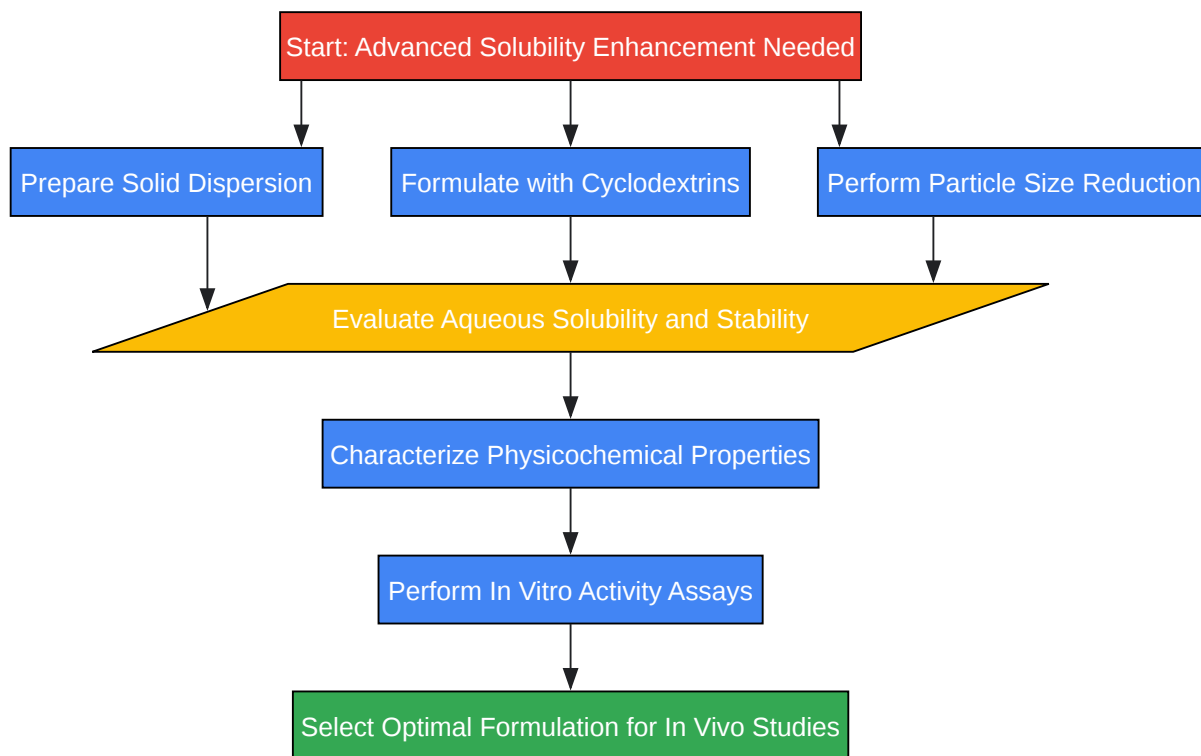 Start: Advanced Solubility Enhancement Needed
Prepare Solid Dispersion
Formulate with Cyclodextrins
Perform Particle Size Reduction
Evaluate Aqueous Solubility and Stability
Characterize Physicochemical Properties
Perform In Vitro Activity Assays
Select Optimal Formulation for In Vivo Studies